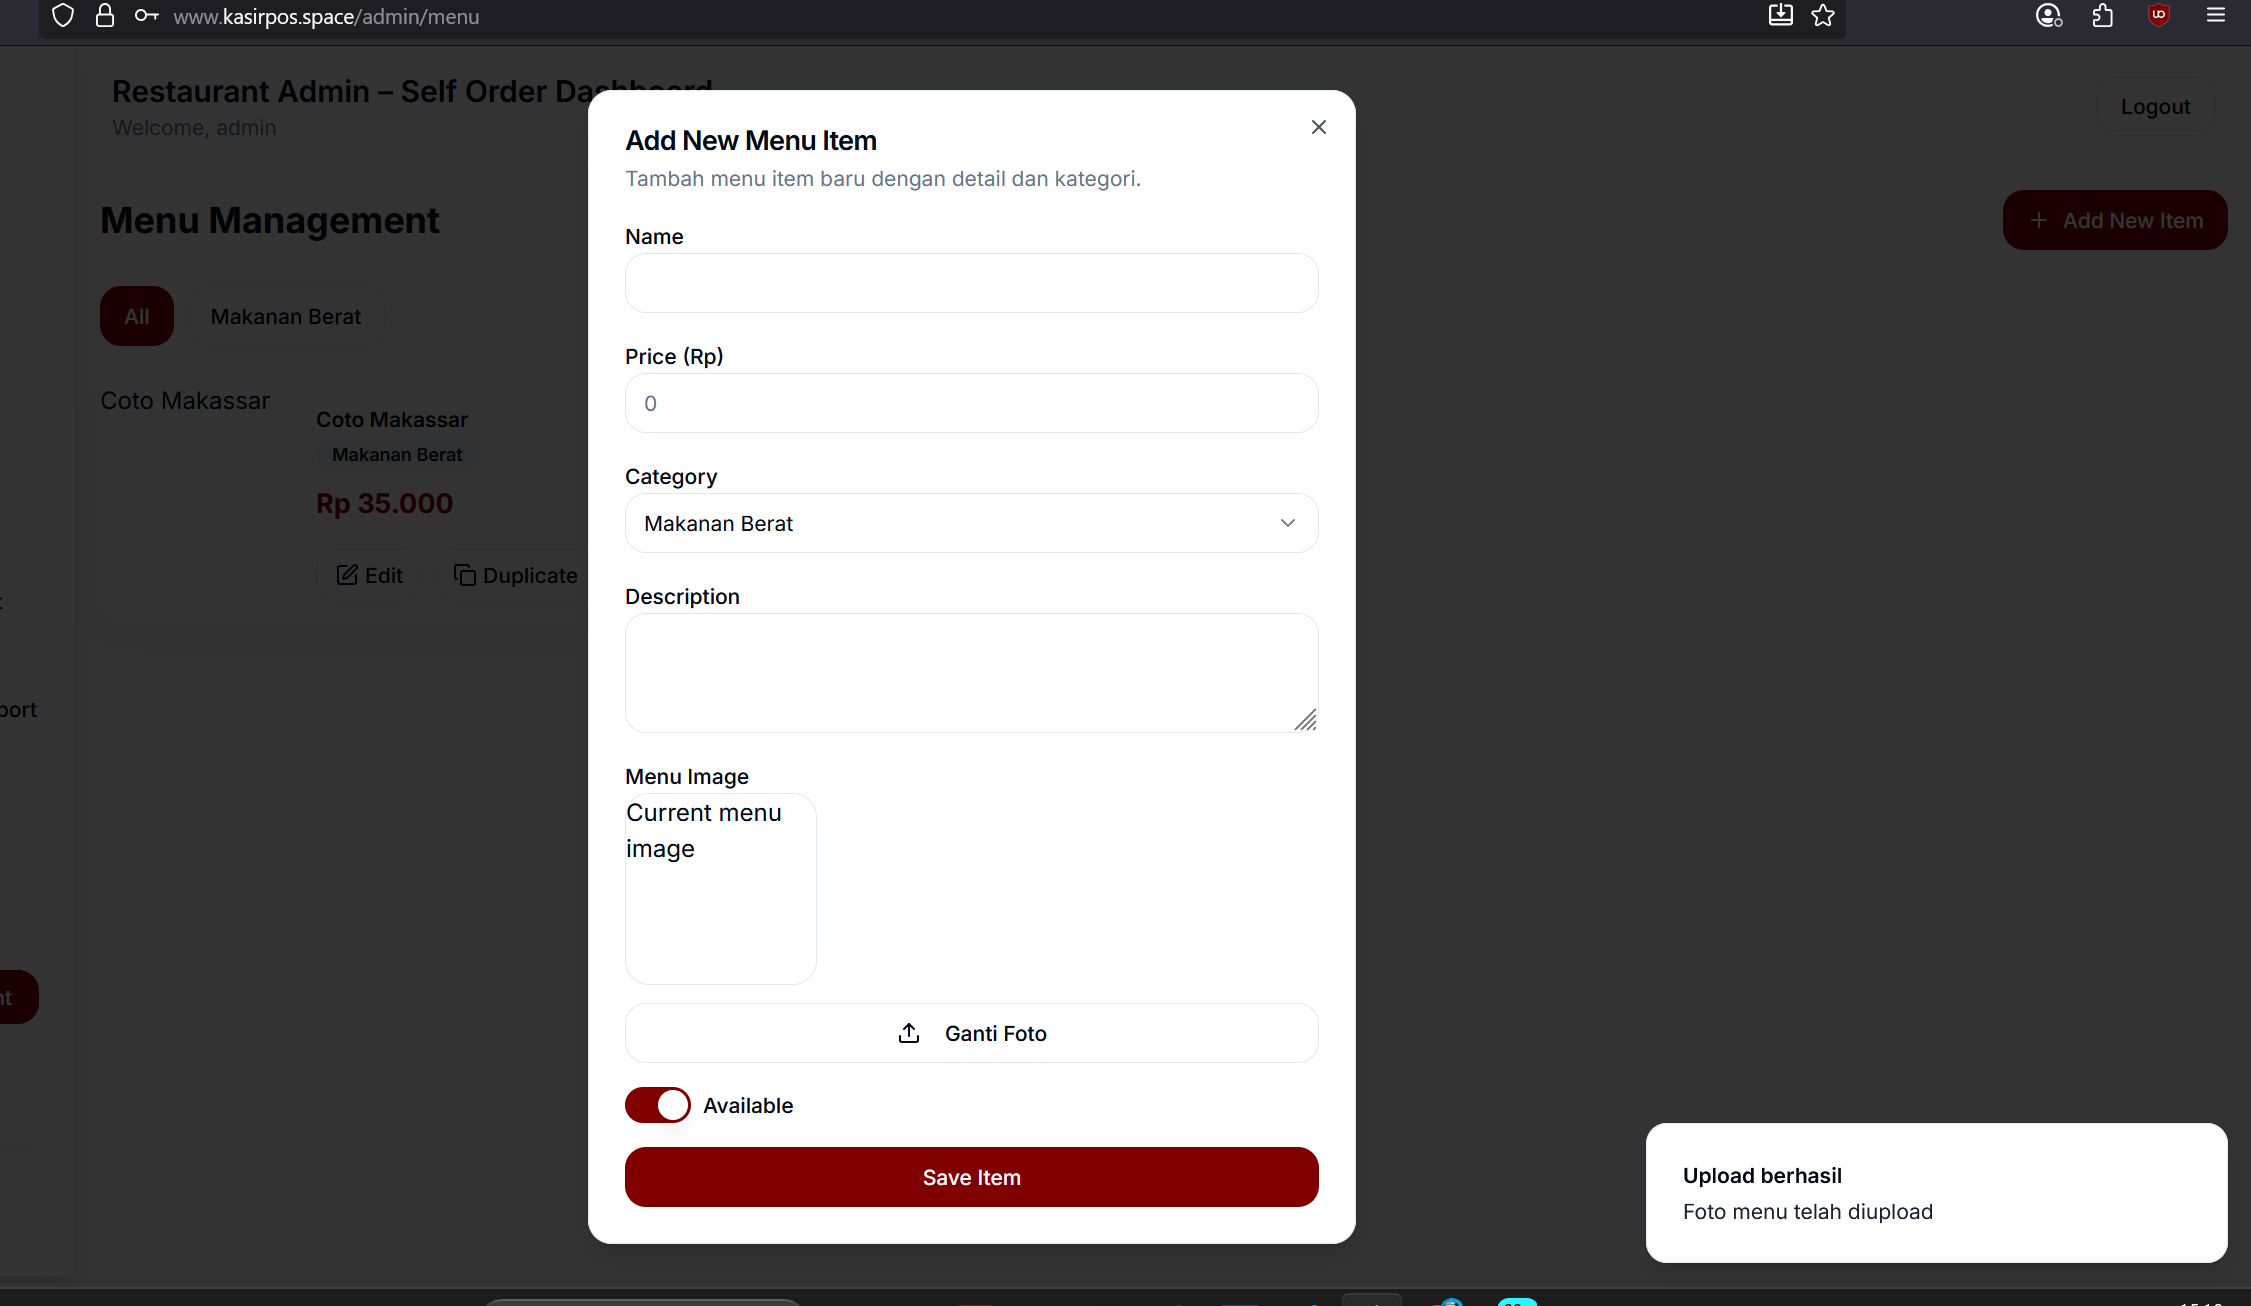 www.kasirpos.space/admin/menu
Restaurant Admin – Self Order Dashboard
Welcome, admin
Logout
Menu Management
+ Add New Item
All
Makanan Berat
Coto Makassar
Coto Makassar
Makanan Berat
Rp 35.000
Edit
Duplicate
port
Add New Menu Item
Tambah menu item baru dengan detail dan kategori.
Name
Price (Rp)
0
Category
Makanan Berat
Description
Menu Image
Current menu
image
Ganti Foto
Available
Save Item
Upload berhasil
Foto menu telah diupload